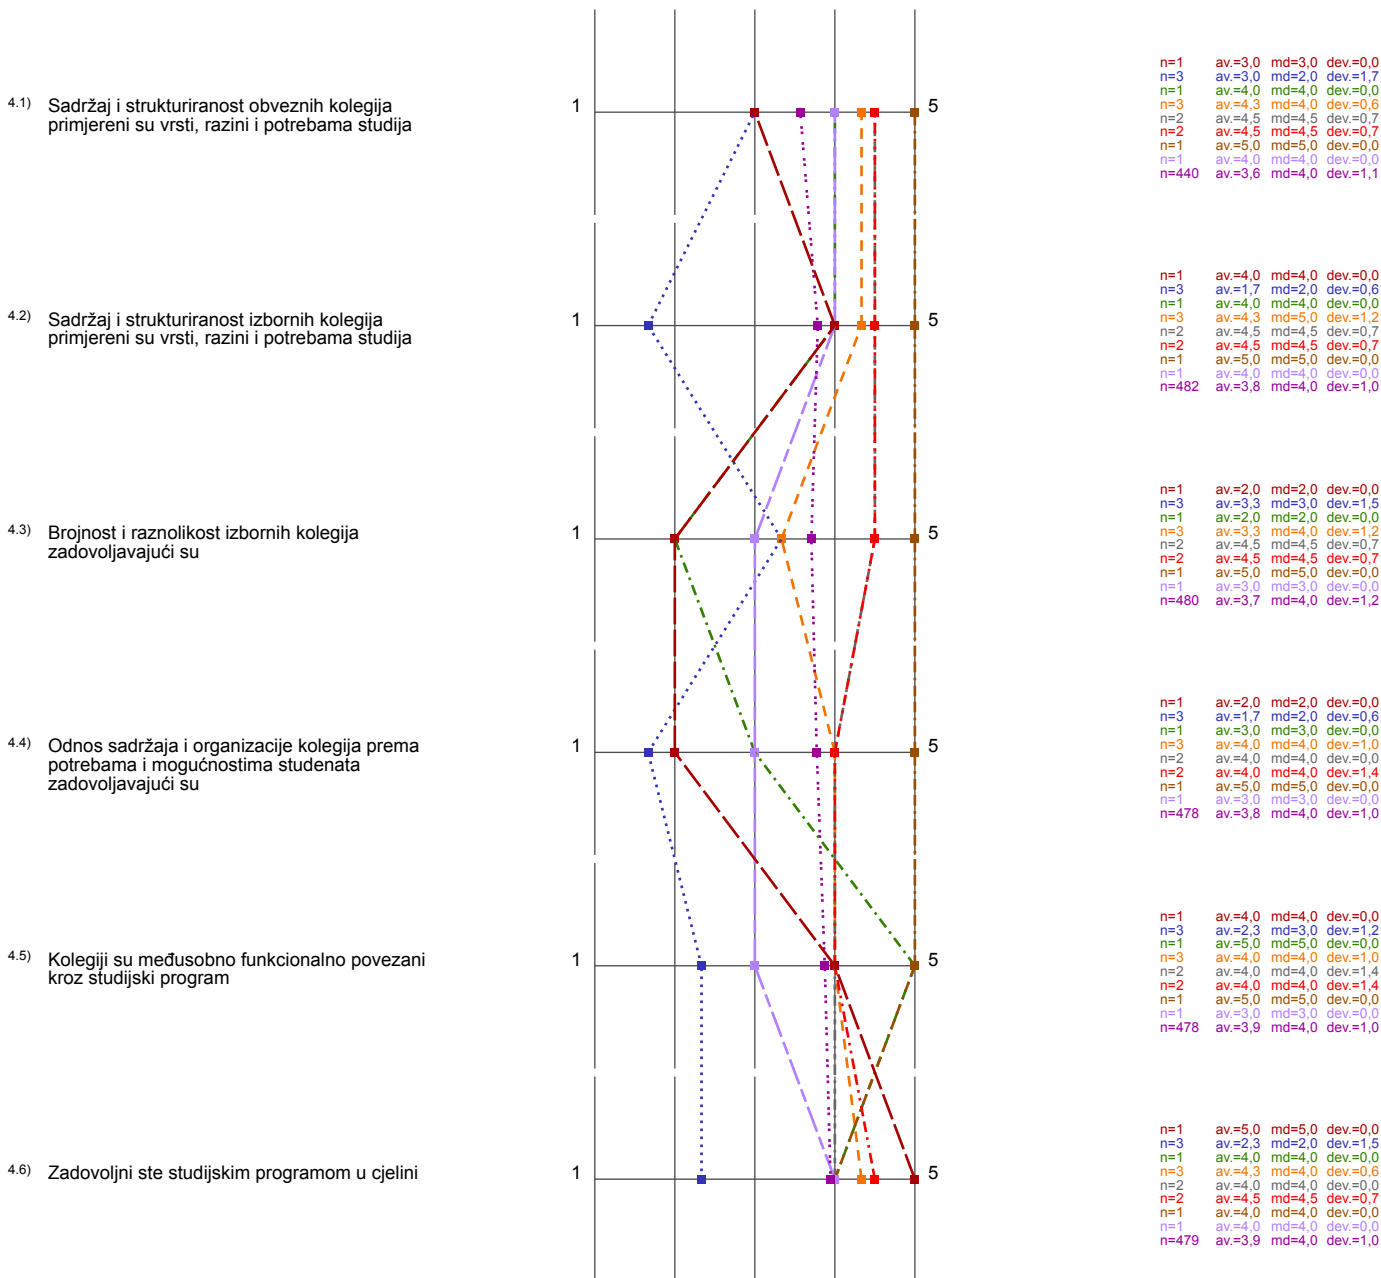 n=1 av.=3,0 md=3,0 dev.=0,0
n=3 av.=3,0 md=2,0 dev.=1,7
n=1 av.=4,0 md=4,0 dev.=0,0
n=3 av.=4,3 md=4,0 dev.=0,6
n=2 av.=4,5 md=4,5 dev.=0,7
n=2 av.=4,5 md=4,5 dev.=0,7
n=1 av.=5,0 md=5,0 dev.=0,0
n=1 av.=4,0 md=4,0 dev.=0,0
n=440 av.=3,6 md=4,0 dev.=1,1
4.1) Sadržaj i strukturiranost obveznih kolegija
primjereni su vrsti, razini i potrebama studija
1 5
n=1 av.=4,0 md=4,0 dev.=0,0
n=3 av.=1,7 md=2,0 dev.=0,6
n=1 av.=4,0 md=4,0 dev.=0,0
n=3 av.=4,3 md=5,0 dev.=1,2
n=2 av.=4,5 md=4,5 dev.=0,7
n=2 av.=4,5 md=4,5 dev.=0,7
n=1 av.=5,0 md=5,0 dev.=0,0
n=1 av.=4,0 md=4,0 dev.=0,0
n=482 av.=3,8 md=4,0 dev.=1,0
4.2) Sadržaj i strukturiranost izbornih kolegija
primjereni su vrsti, razini i potrebama studija
1 5
n=1 av.=2,0 md=2,0 dev.=0,0
n=3 av.=3,3 md=3,0 dev.=1,5
n=1 av.=2,0 md=2,0 dev.=0,0
n=3 av.=3,3 md=4,0 dev.=1,2
n=2 av.=4,5 md=4,5 dev.=0,7
n=2 av.=4,5 md=4,5 dev.=0,7
n=1 av.=5,0 md=5,0 dev.=0,0
n=1 av.=3,0 md=3,0 dev.=0,0
n=480 av.=3,7 md=4,0 dev.=1,2
4.3) Brojnost i raznolikost izbornih kolegija
zadovoljavajući su
1 5
n=1 av.=2,0 md=2,0 dev.=0,0
n=3 av.=1,7 md=2,0 dev.=0,6
n=1 av.=3,0 md=3,0 dev.=0,0
n=3 av.=4,0 md=4,0 dev.=1,0
n=2 av.=4,0 md=4,0 dev.=0,0
n=2 av.=4,0 md=4,0 dev.=1,4
n=1 av.=5,0 md=5,0 dev.=0,0
n=1 av.=3,0 md=3,0 dev.=0,0
n=478 av.=3,8 md=4,0 dev.=1,0
4.4) Odnos sadržaja i organizacije kolegija prema
potrebama i mogućnostima studenata
zadovoljavajući su
1 5
n=1 av.=4,0 md=4,0 dev.=0,0
n=3 av.=2,3 md=3,0 dev.=1,2
n=1 av.=5,0 md=5,0 dev.=0,0
n=3 av.=4,0 md=4,0 dev.=1,0
n=2 av.=4,0 md=4,0 dev.=1,4
n=2 av.=4,0 md=4,0 dev.=1,4
n=1 av.=5,0 md=5,0 dev.=0,0
n=1 av.=3,0 md=3,0 dev.=0,0
n=478 av.=3,9 md=4,0 dev.=1,0
4.5) Kolegiji su međusobno funkcionalno povezani
kroz studijski program
1 5
n=1 av.=5,0 md=5,0 dev.=0,0
n=3 av.=2,3 md=2,0 dev.=1,5
n=1 av.=4,0 md=4,0 dev.=0,0
n=3 av.=4,3 md=4,0 dev.=0,6
n=2 av.=4,0 md=4,0 dev.=0,0
n=2 av.=4,5 md=4,5 dev.=0,7
n=1 av.=4,0 md=4,0 dev.=0,0
n=1 av.=4,0 md=4,0 dev.=0,0
n=479 av.=3,9 md=4,0 dev.=1,0
4.6) Zadovoljni ste studijskim programom u cjelini
1 5